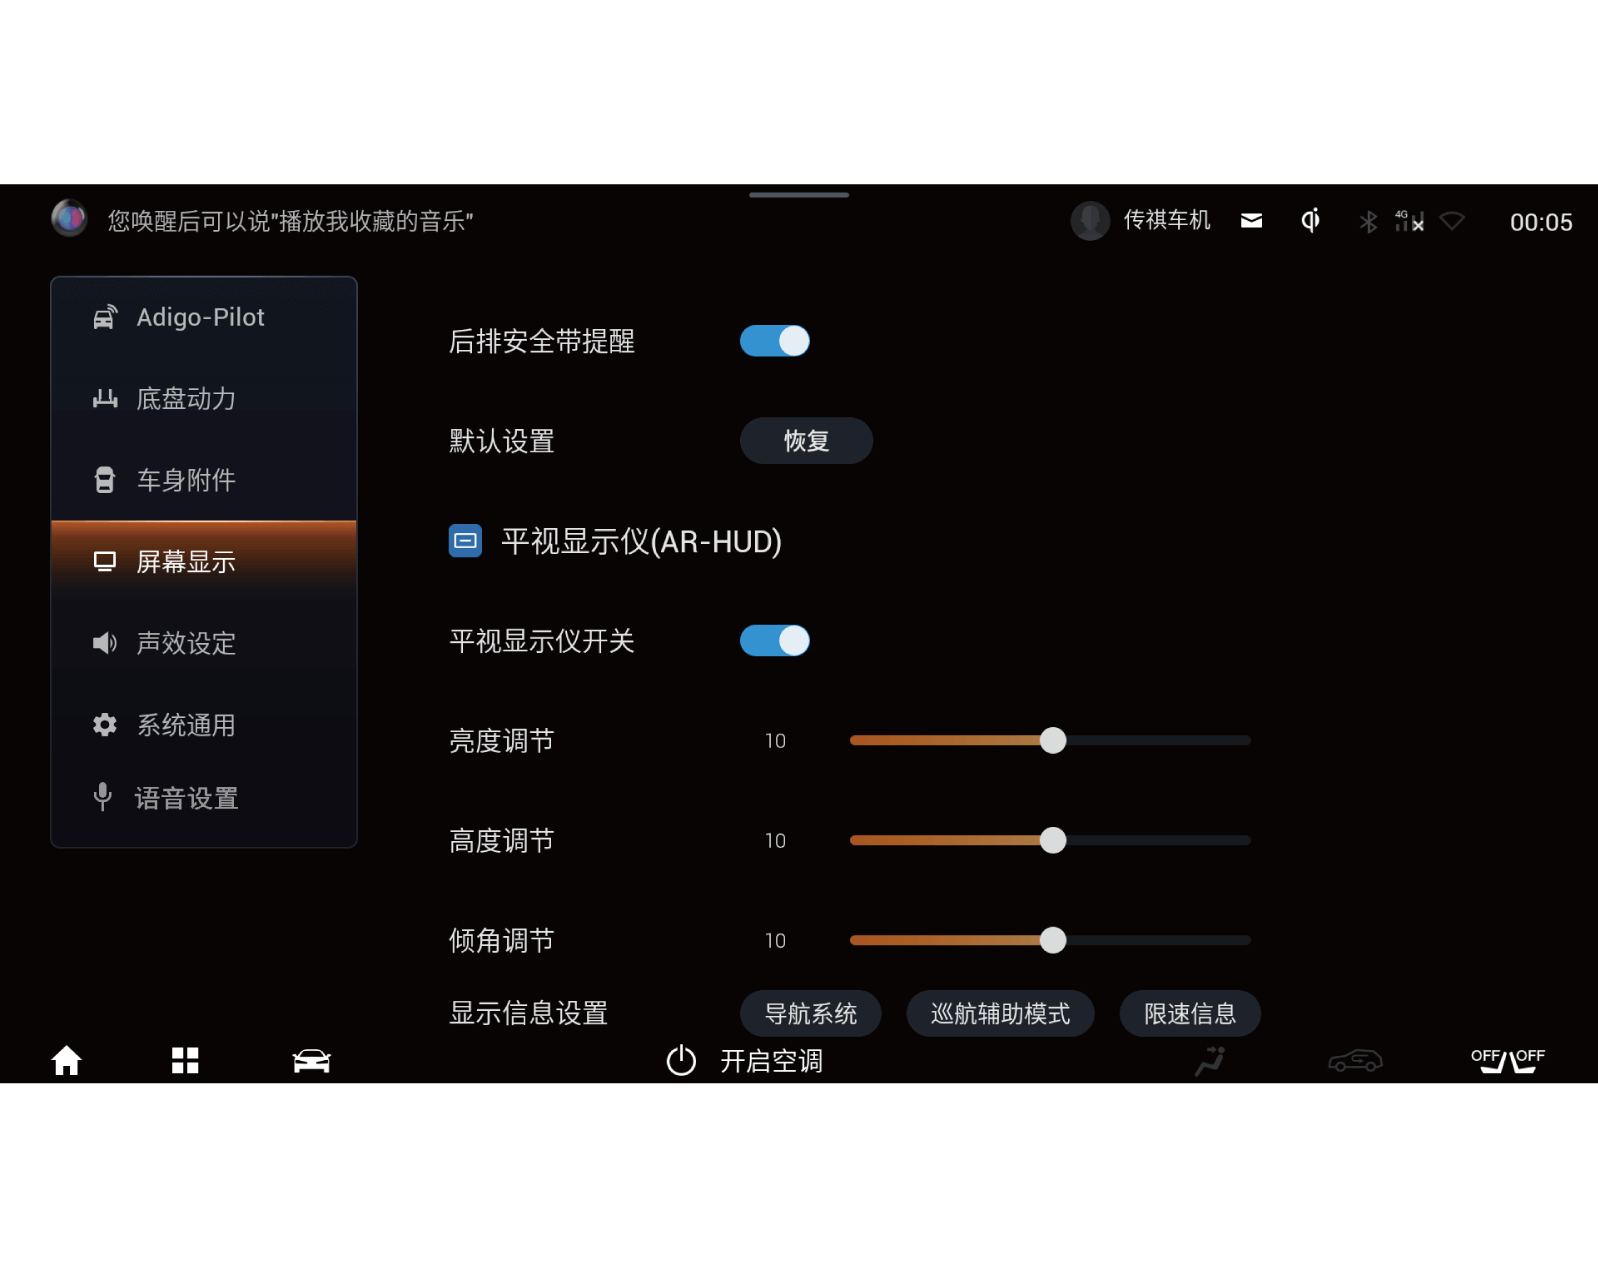 您唤醒后可以说"播放我收藏的音乐"
传祺车机
4G
00:05
Adigo-Pilot
底盘动力
车身附件
屏幕显示
声效设定
系统通用
语音设置
后排安全带提醒
默认设置 恢复
平视显示仪(AR-HUD)
平视显示仪开关
亮度调节 10
高度调节 10
倾角调节 10
显示信息设置 导航系统 巡航辅助模式 限速信息
开启空调
OFF OFF